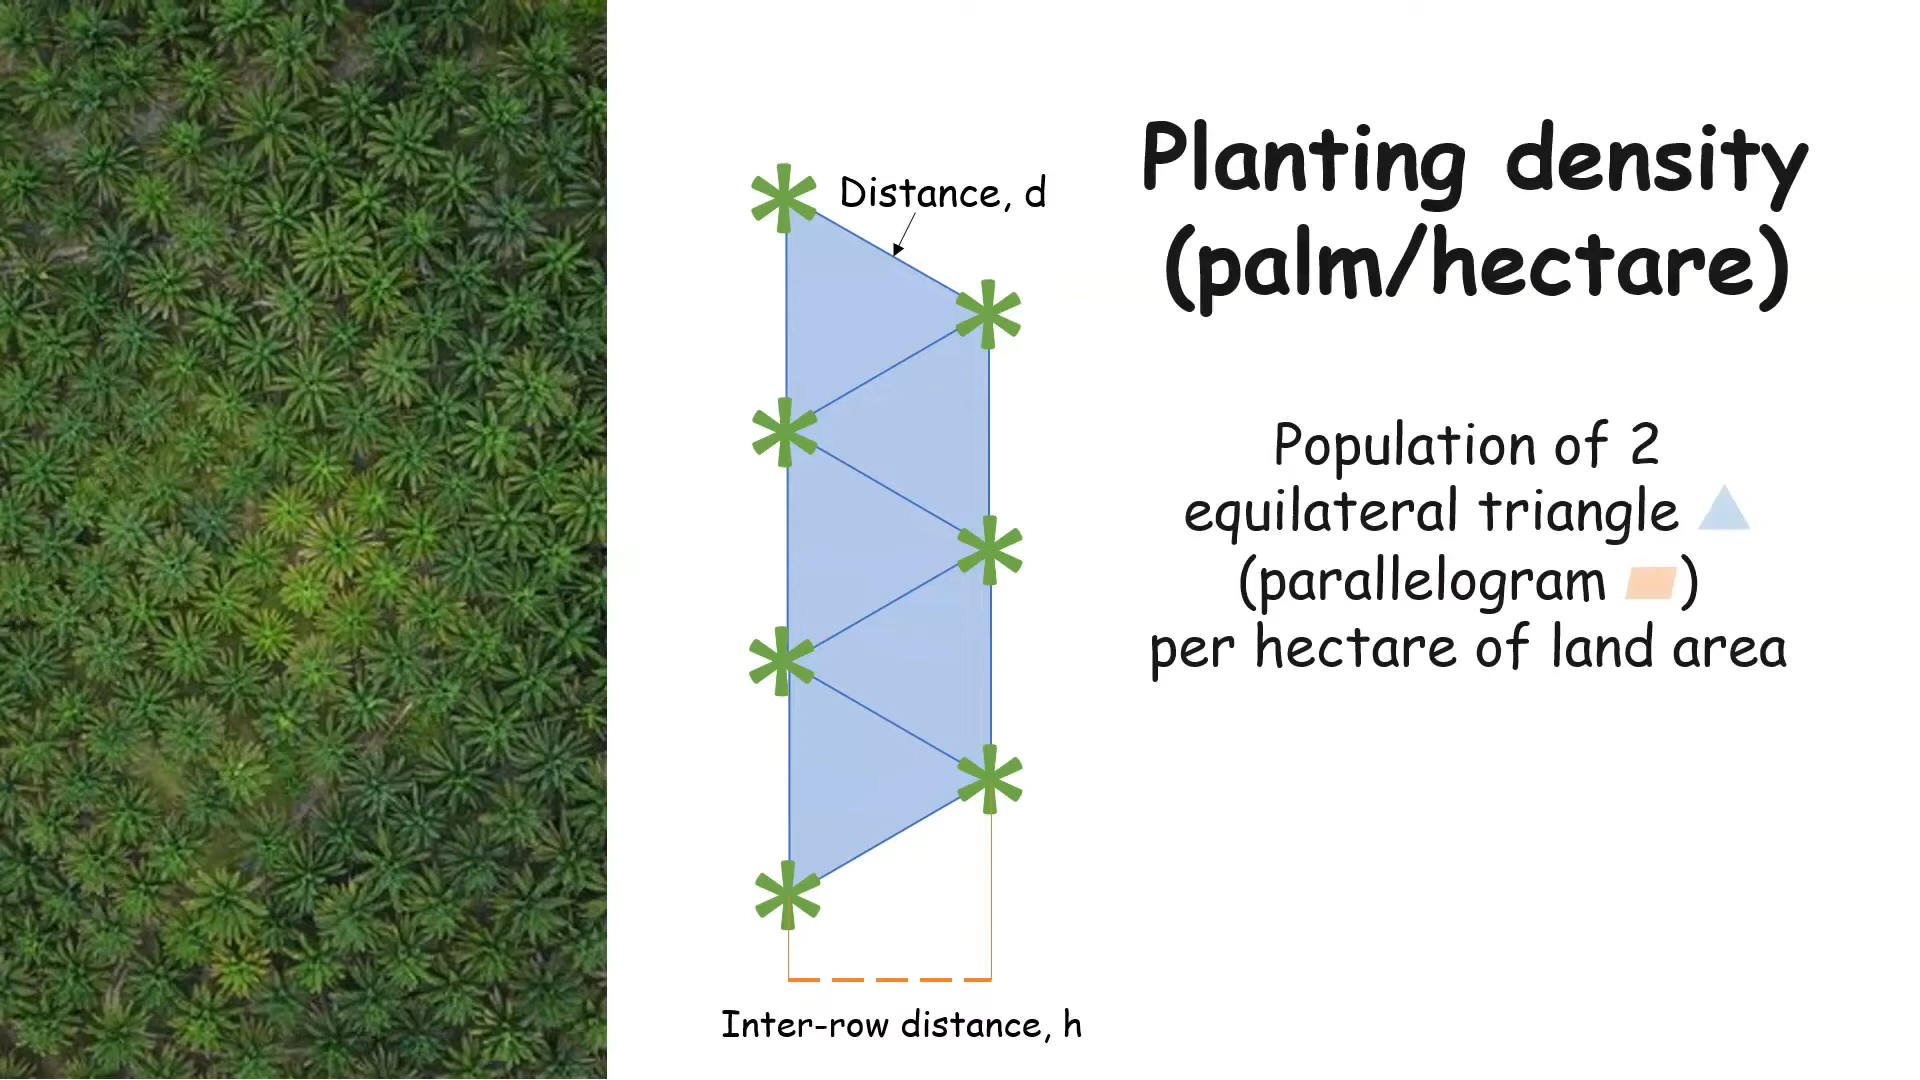 Distance, d
Planting density
(palm/hectare)
Population of 2
equilateral triangle
(parallelogram )
per hectare of land area
Inter-row distance, h